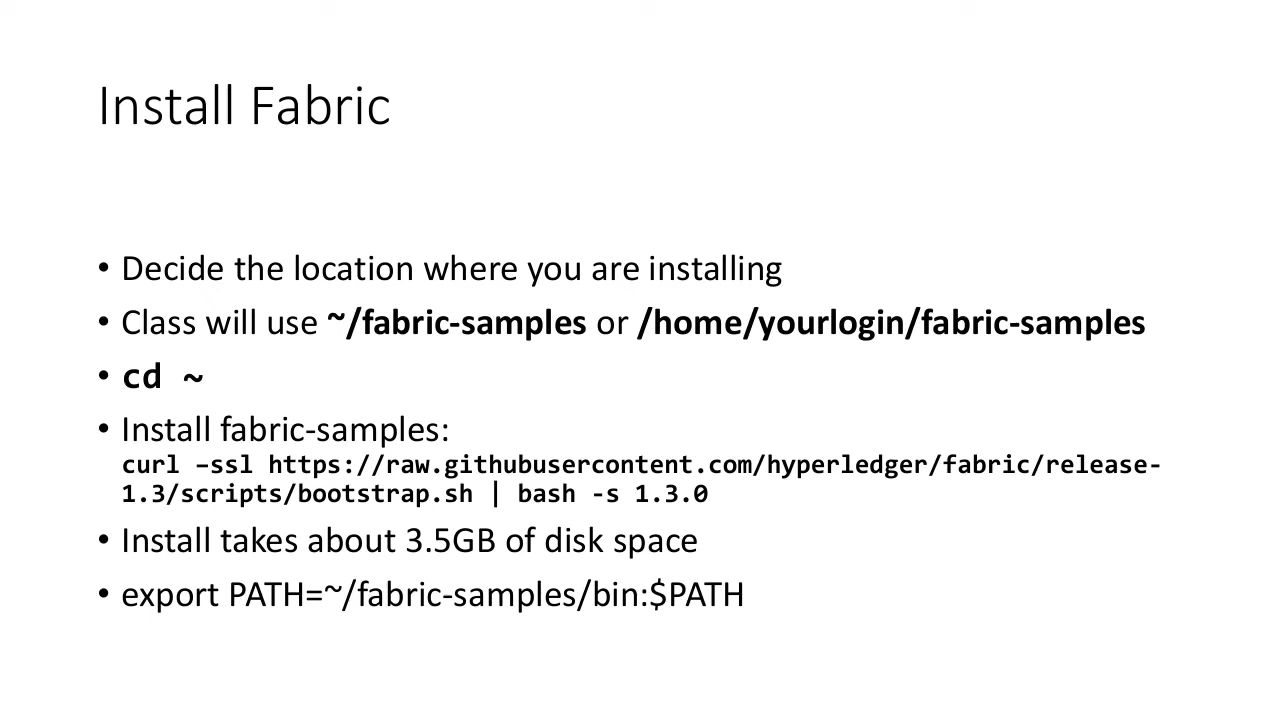 Install Fabric
• Decide the location where you are installing
• Class will use ~/fabric-samples or /home/yourlogin/fabric-samples
• cd ~
• Install fabric-samples:
curl –ssl https://raw.githubusercontent.com/hyperledger/fabric/release-
1.3/scripts/bootstrap.sh | bash -s 1.3.0
• Install takes about 3.5GB of disk space
• export PATH=~/fabric-samples/bin:$PATH